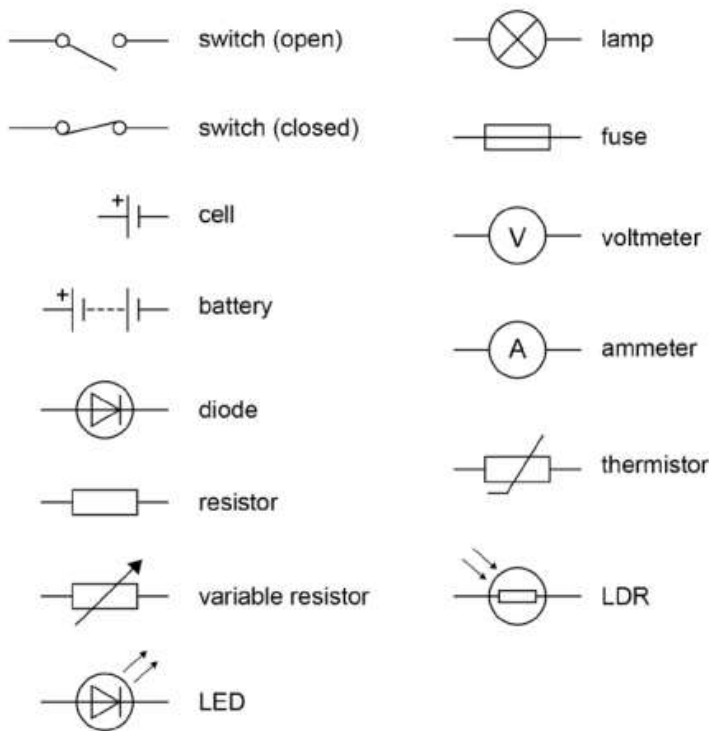 switch (open)
switch (closed)
+
cell
+
battery
diode
resistor
variable resistor
LED
lamp
fuse
V
voltmeter
A
ammeter
thermistor
LDR